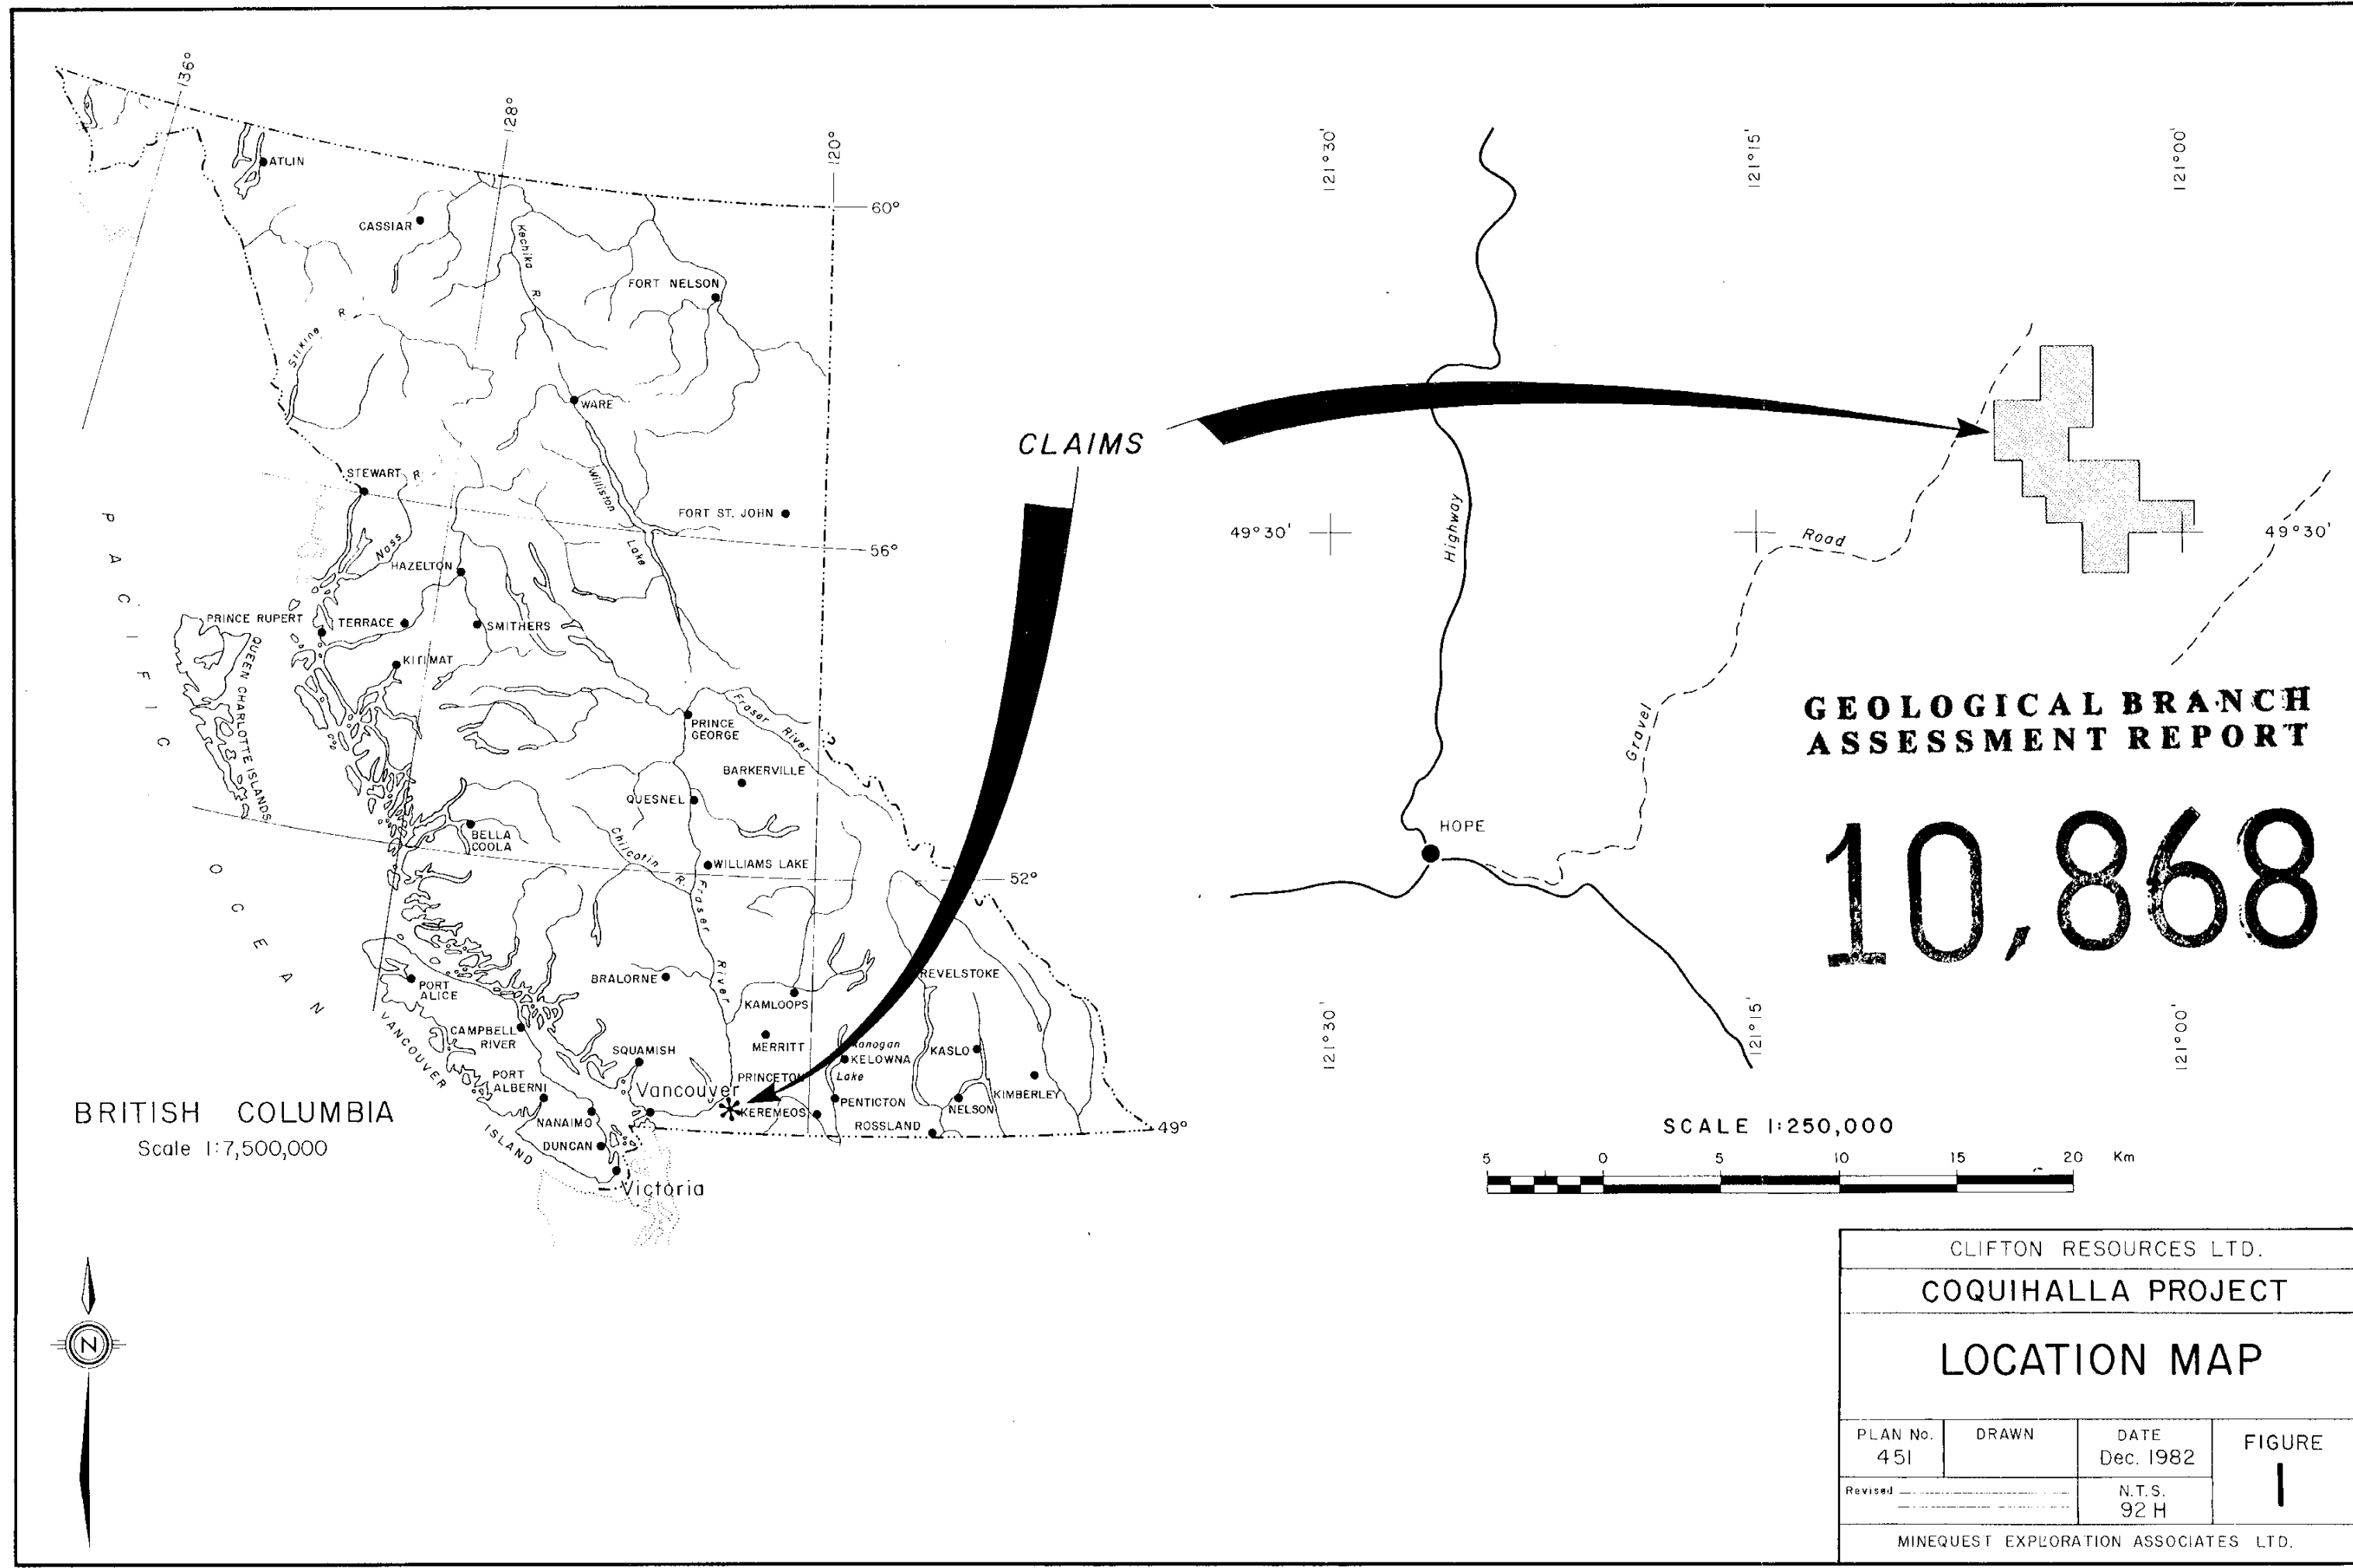 136°
128°
120°
ATLIN
60°
CASSIAR
Kechika R.
FORT NELSON
Stikine R.
WARE
STEWART
R.
Williston Lake
FORT ST. JOHN
Nass
56°
HAZELTON
PRINCE RUPERT
TERRACE
SMITHERS
KITIMAT
QUEEN CHARLOTTE ISLANDS
PACIFIC OCEAN
PRINCE
GEORGE
Fraser River
BARKERVILLE
QUESNEL
BELLA
COOLA
Chilcotin R.
WILLIAMS LAKE
52°
Fraser River
PORT
ALICE
BRALORNE
KAMLOOPS
REVELSTOKE
VANCOUVER ISLAND
CAMPBELL
RIVER
SQUAMISH
MERRITT
KELOWNA
Lake
KASLO
PORT
ALBERNI
Vancouver
PRINCETON
KEREMEOS
PENTICTON
NELSON
KIMBERLEY
NANAIMO
ROSSLAND
49°
DUNCAN
Victoria
BRITISH COLUMBIA
Scale 1:7,500,000
N
CLAIMS
121°30'
121°15'
121°00'
49°30'
Highway
Road
49°30'
Gravel
HOPE
121°30'
121°15'
121°00'
GEOLOGICAL BRANCH
ASSESSMENT REPORT
10,868
SCALE 1:250,000
5 0 5 10 15 20 Km
CLIFTON RESOURCES LTD.
COQUIHALLA PROJECT
LOCATION MAP
PLAN No.
451
DRAWN
DATE
Dec. 1982
FIGURE
1
Revised
N.T.S.
92 H
MINEQUEST EXPLORATION ASSOCIATES LTD.